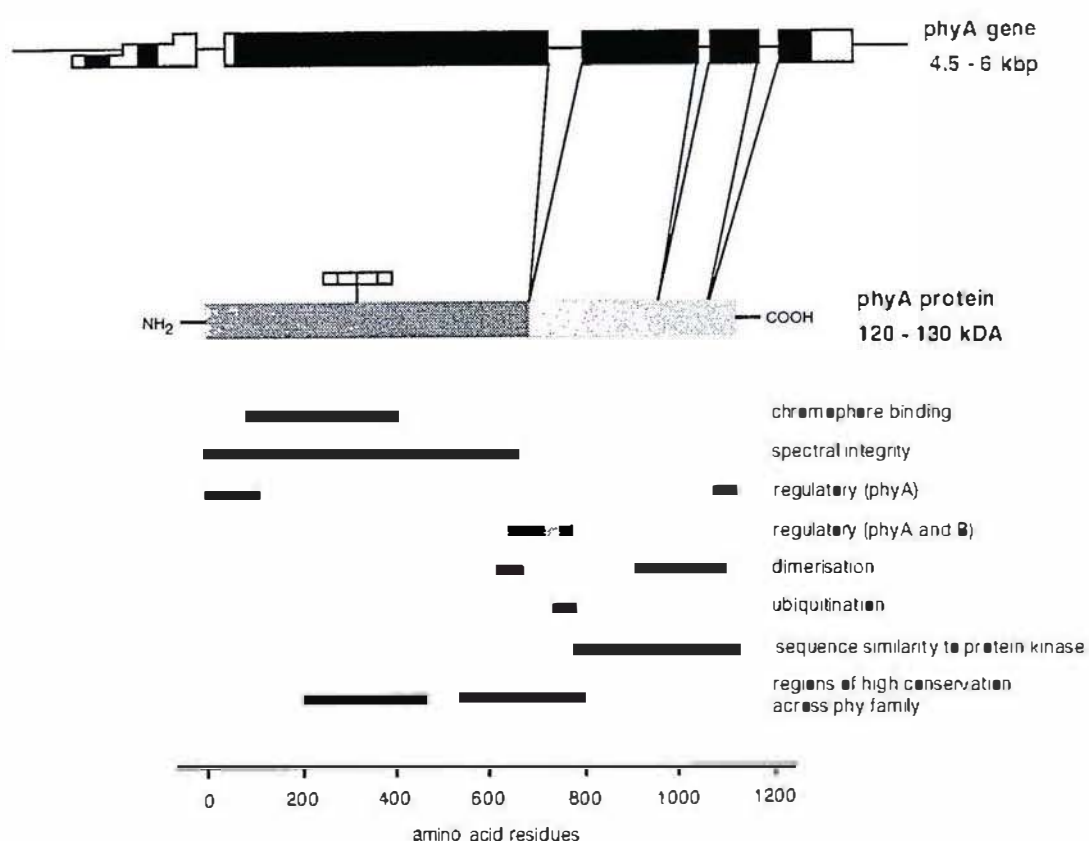 phyA gene
4.5 - 6 kbp
NH2
COOH
phyA protein
120 - 130 kDA
chromophore binding
spectral integrity
regulatory (phyA)
regulatory (phyA and B)
dimerisation
ubiquitination
sequence similarity to protein kinase
regions of high conservation
across phy family
0 200 400 600 800 1000 1200
amino acid residues